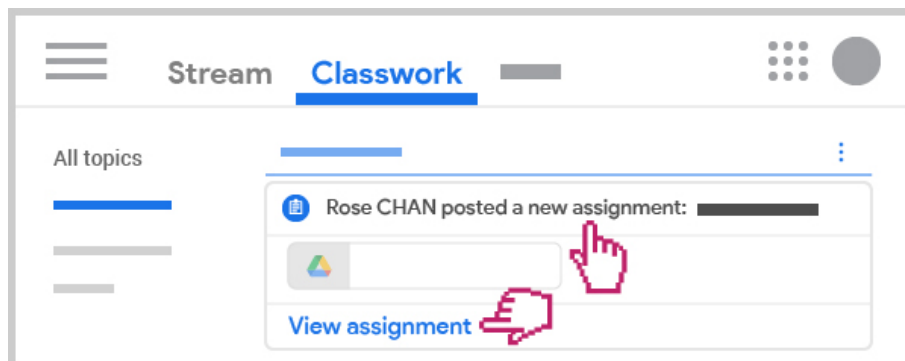 Stream Classwork
All topics
Rose CHAN posted a new assignment:
View assignment